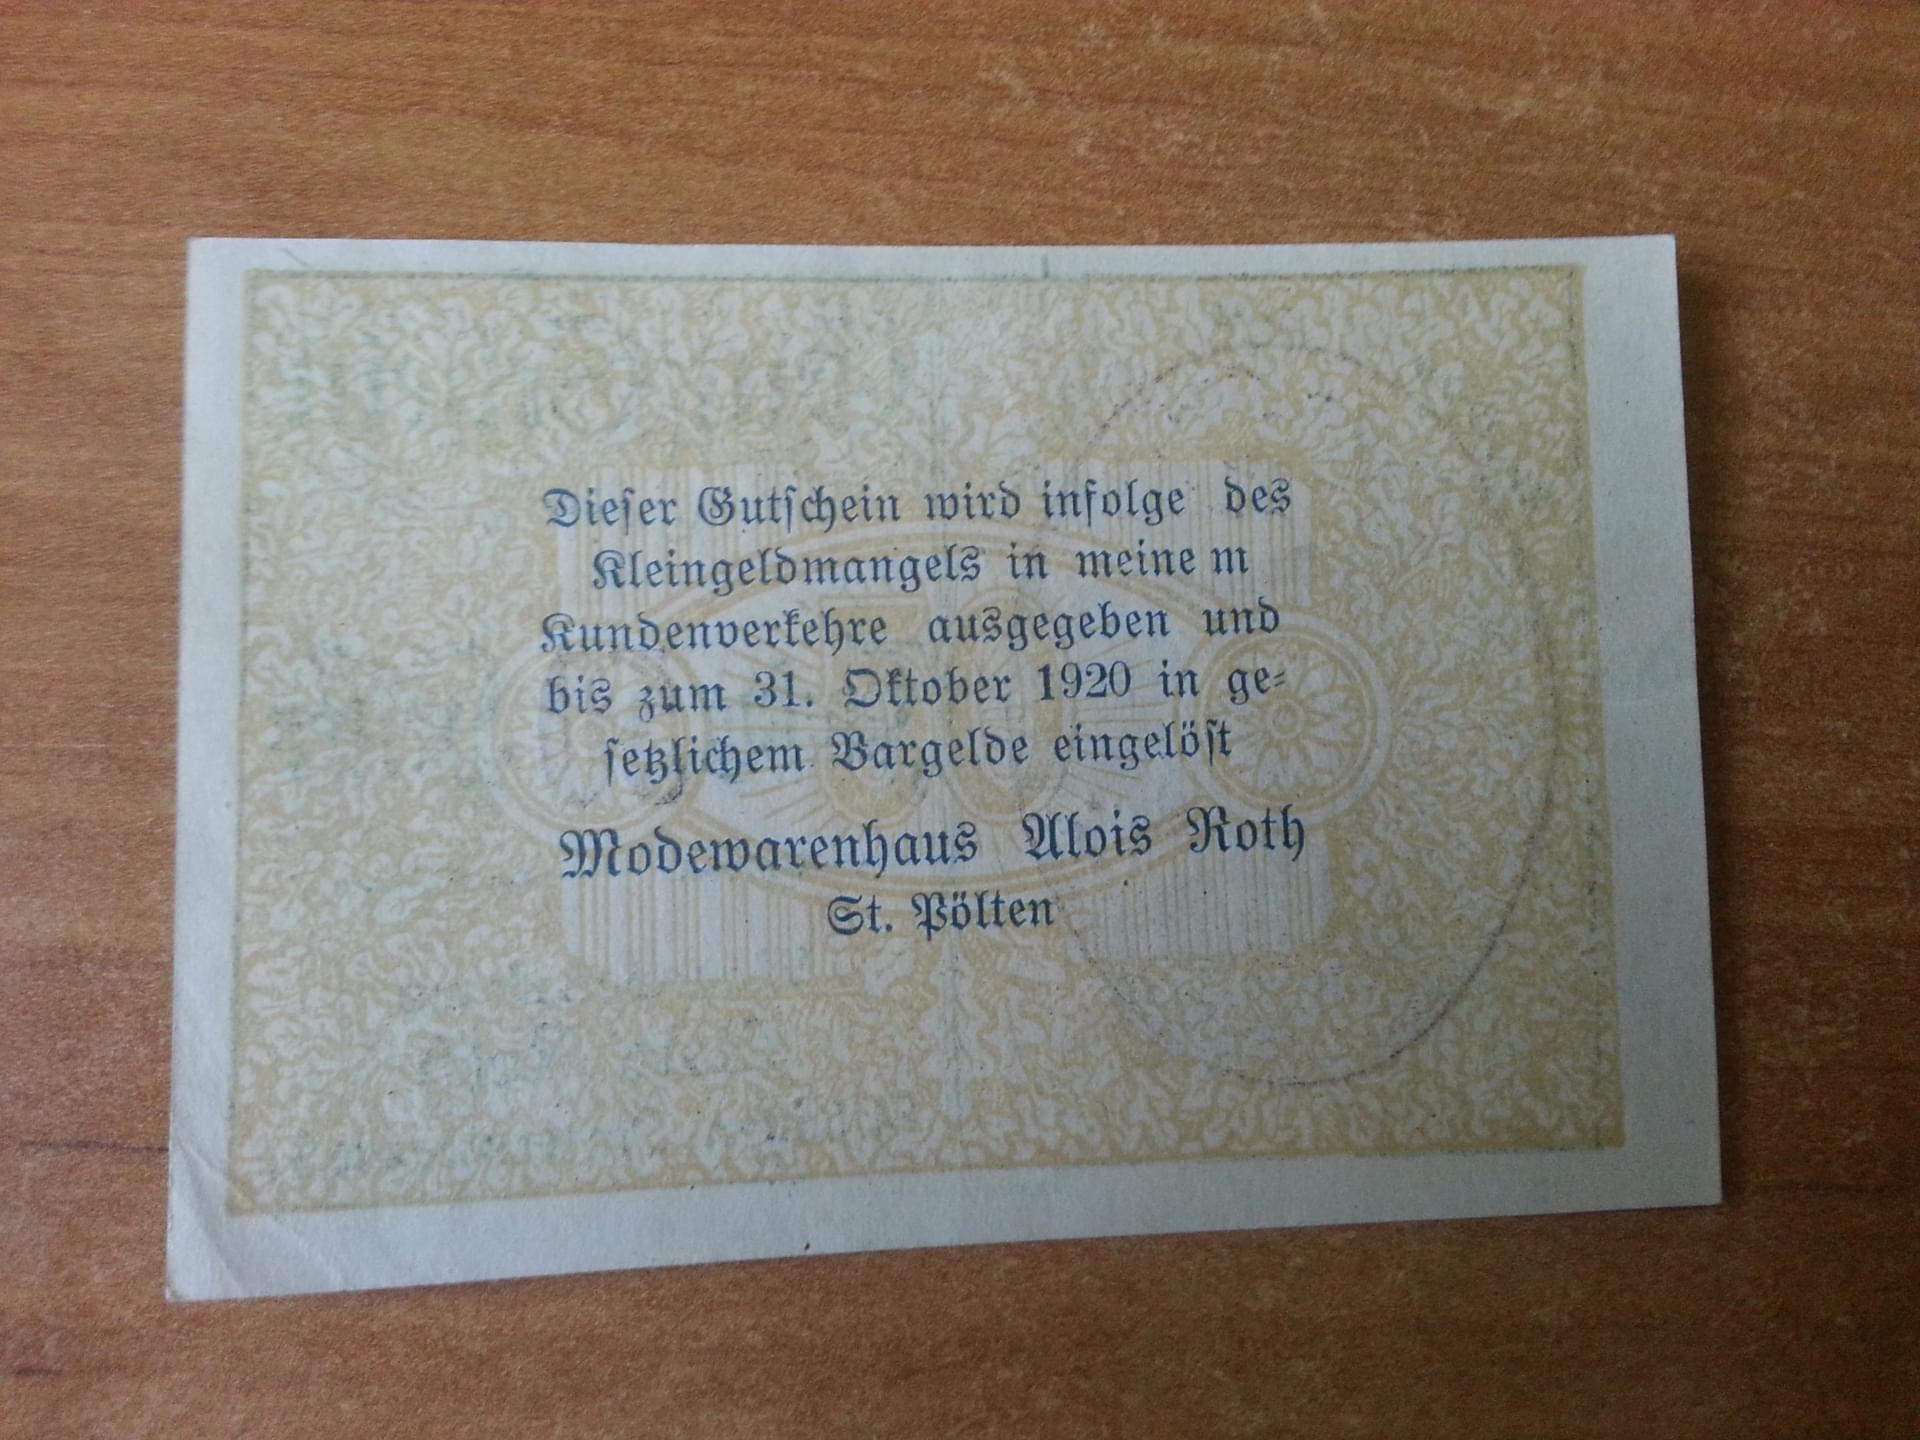 Dieser Gutschein wird infolge des
Kleingeldmangels in meinem
Kundenverkehre ausgegeben und
bis zum 31. Oktober 1920 in ge-
setzlichem Bargelde eingelöst
Modewarenhaus Alois Roth
St. Pölten